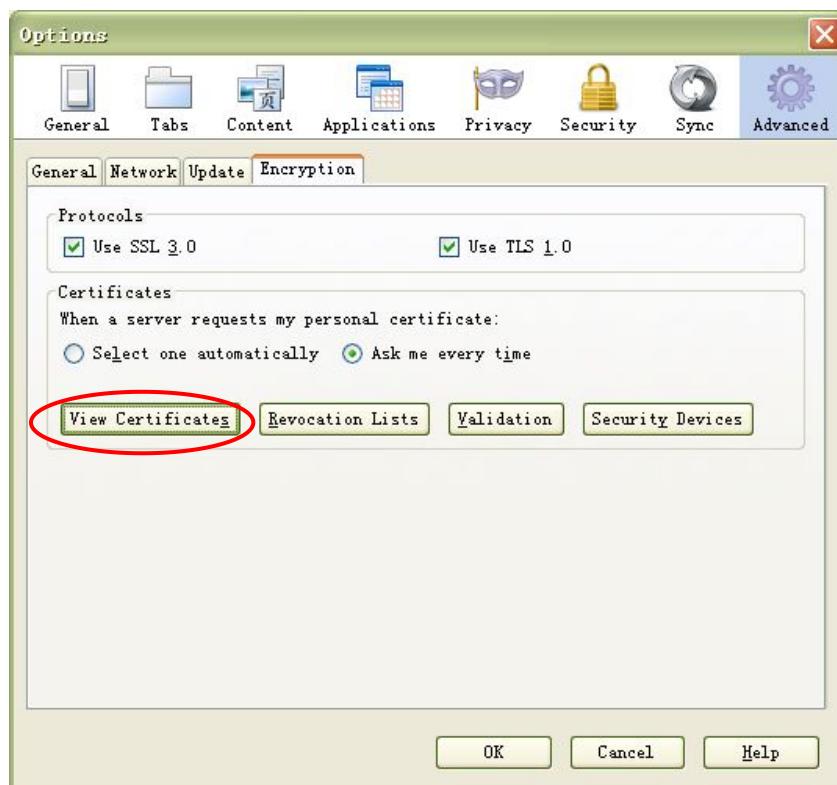 Options
General Tabs Content Applications Privacy Security Sync Advanced
General Network Update Encryption
Protocols
Use SSL 3.0 Use TLS 1.0
Certificates
When a server requests my personal certificate:
Select one automatically Ask me every time
View Certificates Revocation Lists Validation Security Devices
OK Cancel Help